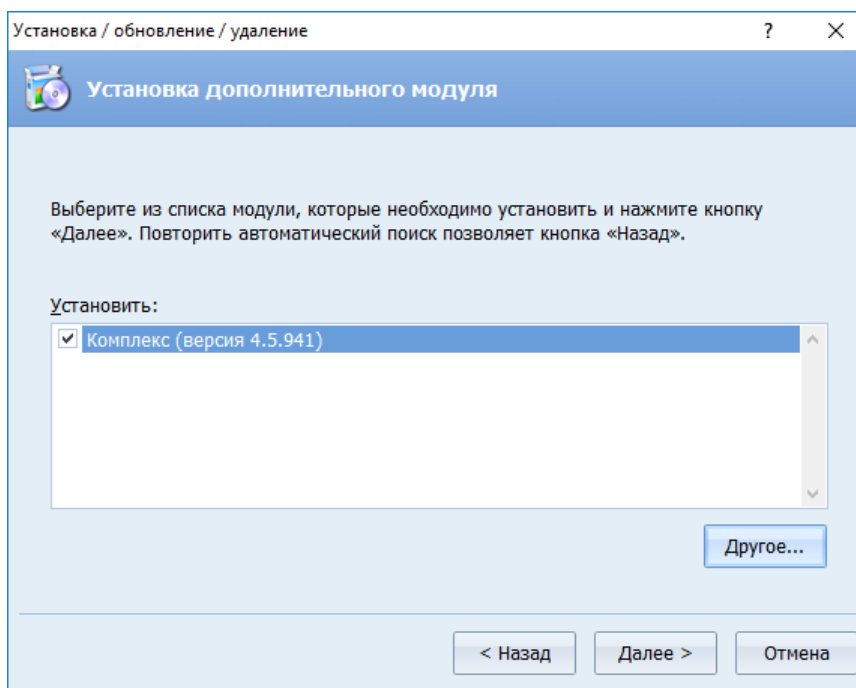 Установка / обновление / удаление
?
Установка дополнительного модуля
Выберите из списка модули, которые необходимо установить и нажмите кнопку
«Далее». Повторить автоматический поиск позволяет кнопка «Назад».
Установить:
Комплекс (версия 4.5.941)
Другое...
< Назад
Далее >
Отмена